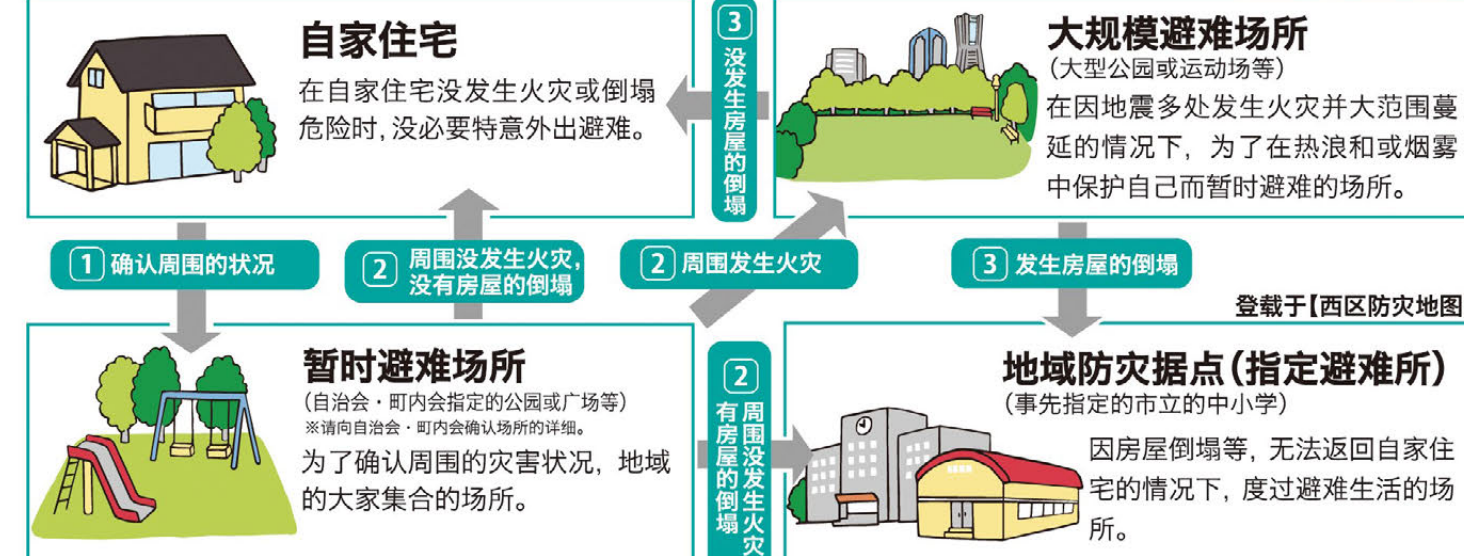 自家住宅
在自家住宅没发生火灾或倒塌
危险时,没必要特意外出避难。
3 没发生房屋的倒塌
大规模避难场所
(大型公园或运动场等)
在因地震多处发生火灾并大范围蔓
延的情况下，为了在热浪和或烟雾
中保护自己而暂时避难的场所。
1 确认周围的状况
2 周围没发生火灾,
没有房屋的倒塌
2 周围发生火灾
3 发生房屋的倒塌
登载于【西区防灾地图
暂时避难场所
(自治会・町内会指定的公园或广场等)
※请向自治会・町内会确认场所的详细。
为了确认周围的灾害状况，地域
的大家集合的场所。
2 周围没发生火灾
有房屋的倒塌
地域防灾据点(指定避难所)
(事先指定的市立的中小学)
因房屋倒塌等，无法返回自家住
宅的情况下，度过避难生活的场
所。